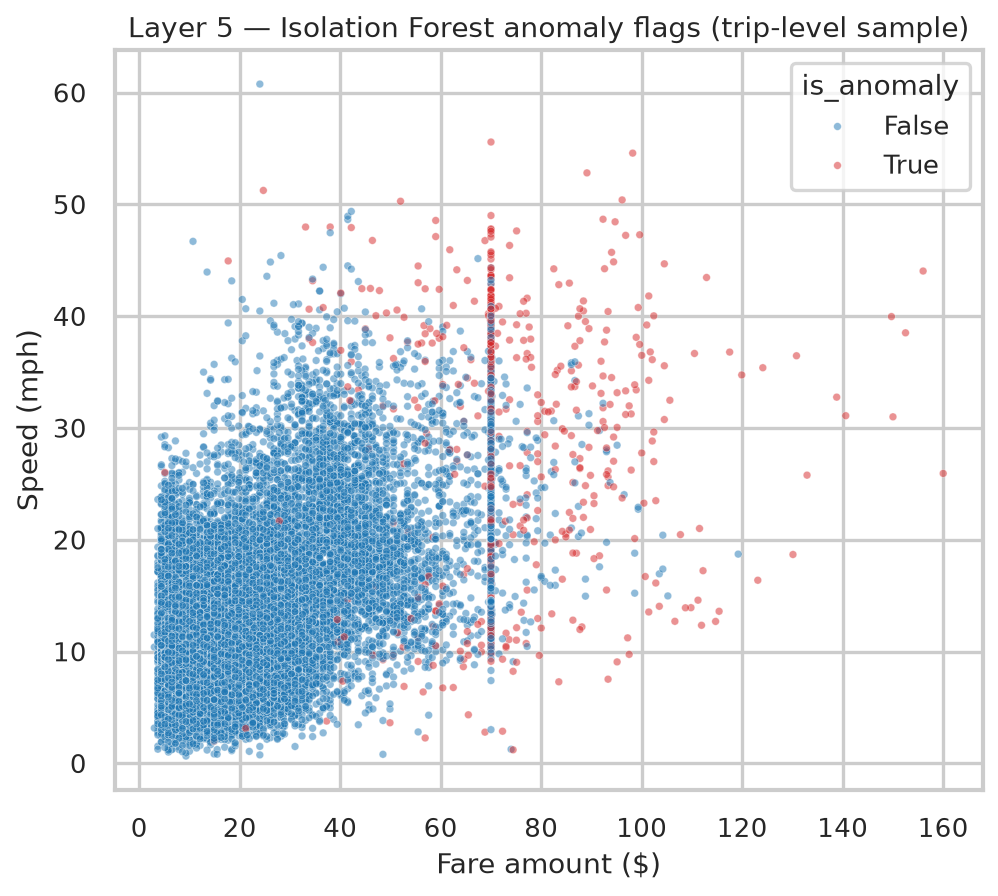 Layer 5 — Isolation Forest anomaly flags (trip-level sample)
is_anomaly
False
True
Speed (mph)
60
50
40
30
20
10
0
0 20 40 60 80 100 120 140 160
Fare amount ($)